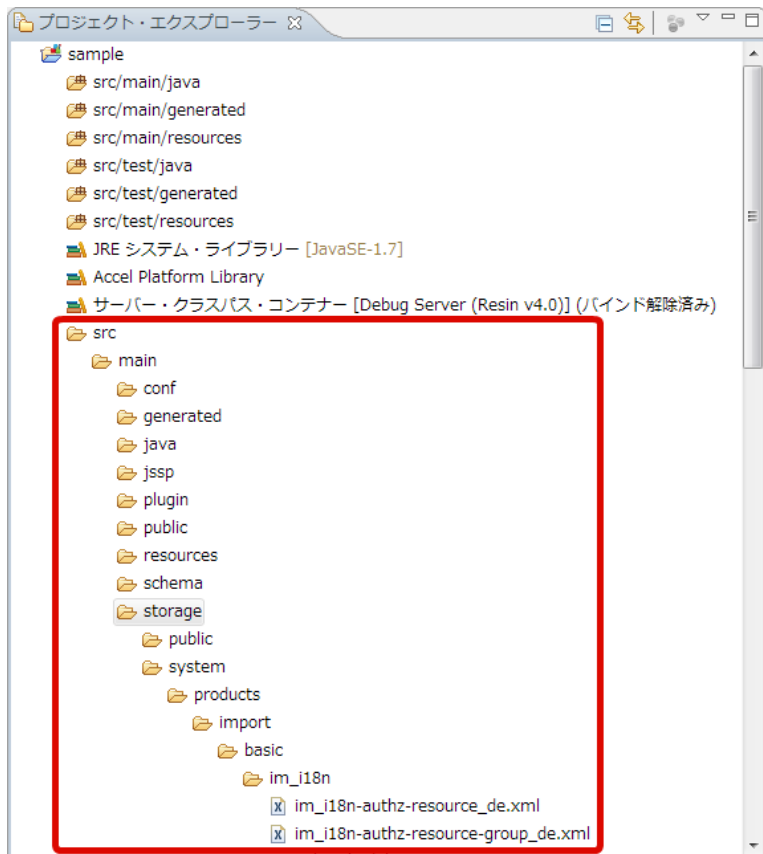 プロジェクト・エクスプローラー
sample
src/main/java
src/main/generated
src/main/resources
src/test/java
src/test/generated
src/test/resources
JRE システム・ライブラリー [JavaSE-1.7]
Accel Platform Library
サーバー・クラスパス・コンテナー [Debug Server (Resin v4.0)] (バインド解除済み)
src
main
conf
generated
java
jssp
plugin
public
resources
schema
storage
public
system
products
import
basic
im_i18n
im_i18n-authz-resource_de.xml
im_i18n-authz-resource-group_de.xml